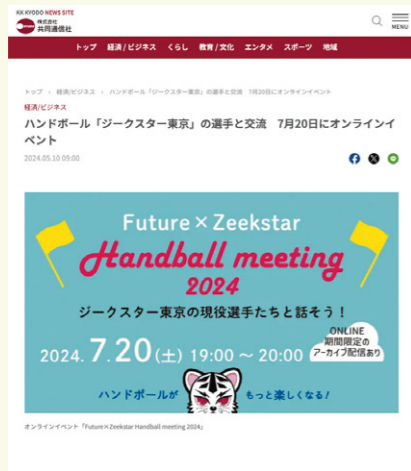 KK KYODO NEWS SITE
株式会社
共同通信社
MENU
トップ 経済/ビジネス くらし 教育/文化 エンタメ スポーツ 地域
トップ › 経済/ビジネス › ハンドボール「ジークスター東京」の選手と交流 7月20日にオンラインイベント
経済/ビジネス
ハンドボール「ジークスター東京」の選手と交流 7月20日にオンラインイ
ベント
2024.05.10 09:00
Future×Zeekstar
Handball meeting
2024
ジークスター東京の現役選手たちと話そう!
ONLINE
期間限定の
アーカイブ配信あり
2024. 7.20(土) 19:00 ~ 20:00
ハンドボールが もっと楽しくなる!
オンラインイベント「Future×Zeekstar Handball meeting 2024」